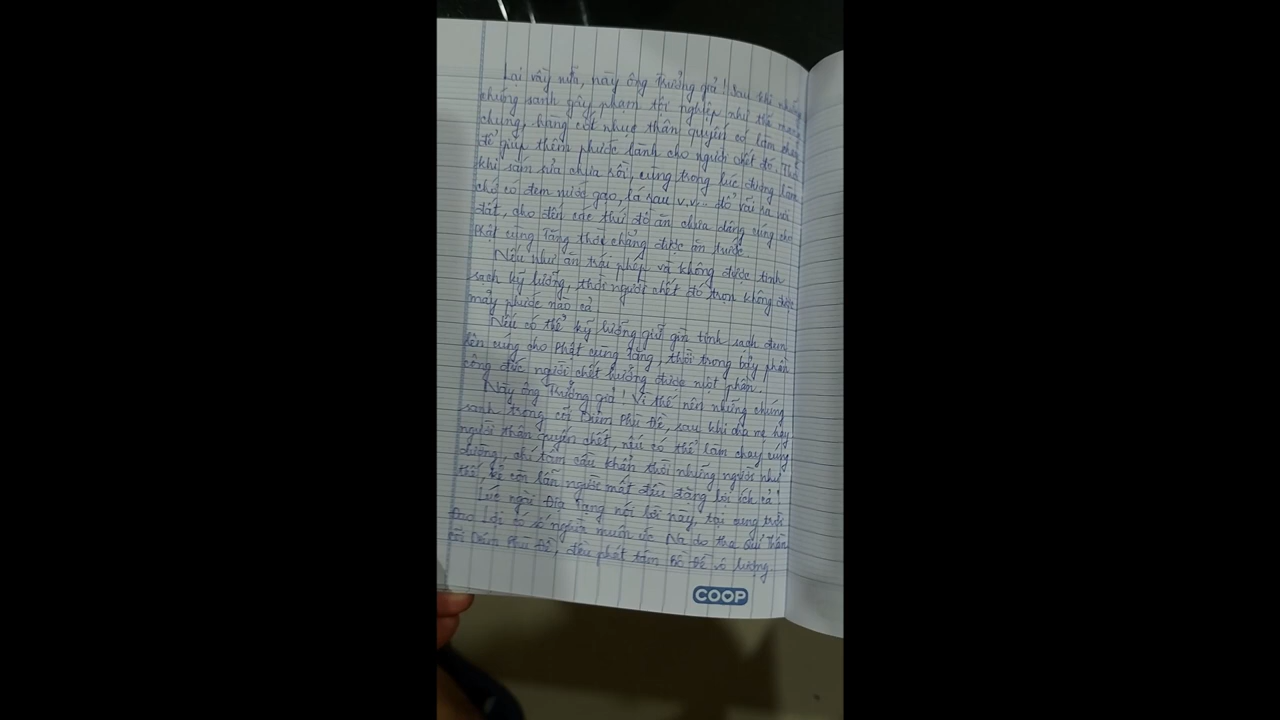 Lại vầy nữa, này ông Trưởng giả! Sau khi những
chúng sanh gây phạm tội nghiệp như thế mạng
chung, hàng cốt nhục thân quyến có làm chay
để giúp thêm phước lành cho người chết đó. Thời
khi sắm sửa chưa rồi, cùng trong lúc đương làm
chớ có đem nước gạo, lá rau v.v... đổ vãi ra nơi
đất, cho đến các thứ đồ ăn chưa dâng cúng cho
Phật cùng Tăng thời chẳng được ăn trước.
Nếu như ăn trái phép và không được tinh
sạch kỹ lưỡng, thời người chết đó trọn không được
mảy phước nào cả.
Nếu có thể kỹ lưỡng giữ gìn tinh sạch đem
lên cúng cho Phật cùng Tăng, thời trong bảy phần
công đức người chết hưởng được một phần.
Này ông Trưởng giả! Vì thế nên những chúng
sanh trong cõi Diêm Phù Đề, sau khi cha mẹ hay
người thân quyến chết, nếu có thể làm chay cúng
dường, chí tâm cầu khẩn thời những người như
thế, kẻ còn lẫn người mất đều đặng lợi ích cả!
Lúc ngài Địa Tạng nói lời này, tại cung trời
Đao Lợi có số nghìn muôn ức Na do tha Quỉ Thần
cõi Diêm Phù Đề, đều phát tâm Bồ Đề vô lượng.
COOP